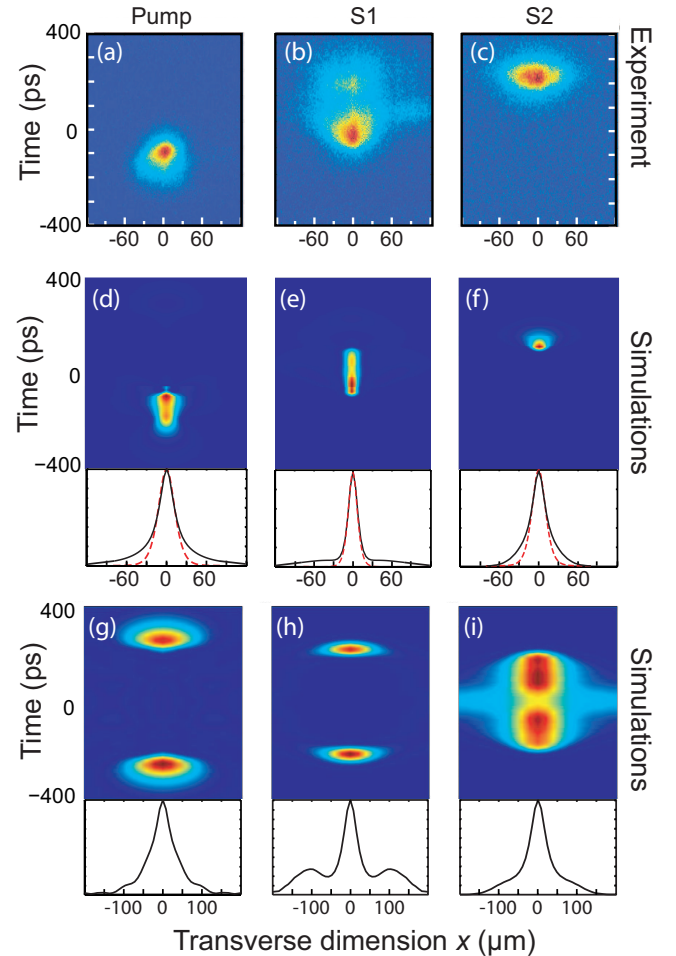 Pump S1 S2
(a) (b) (c)
Time (ps)
400
0
-400
-60 0 60 -60 0 60 -60 0 60
Experiment
(d) (e) (f)
Time (ps)
400
0
−400
-60 0 60 -60 0 60 -60 0 60
Simulations
(g) (h) (i)
Time (ps)
400
0
−400
-100 0 100 -100 0 100 -100 0 100
Simulations
Transverse dimension x (μm)